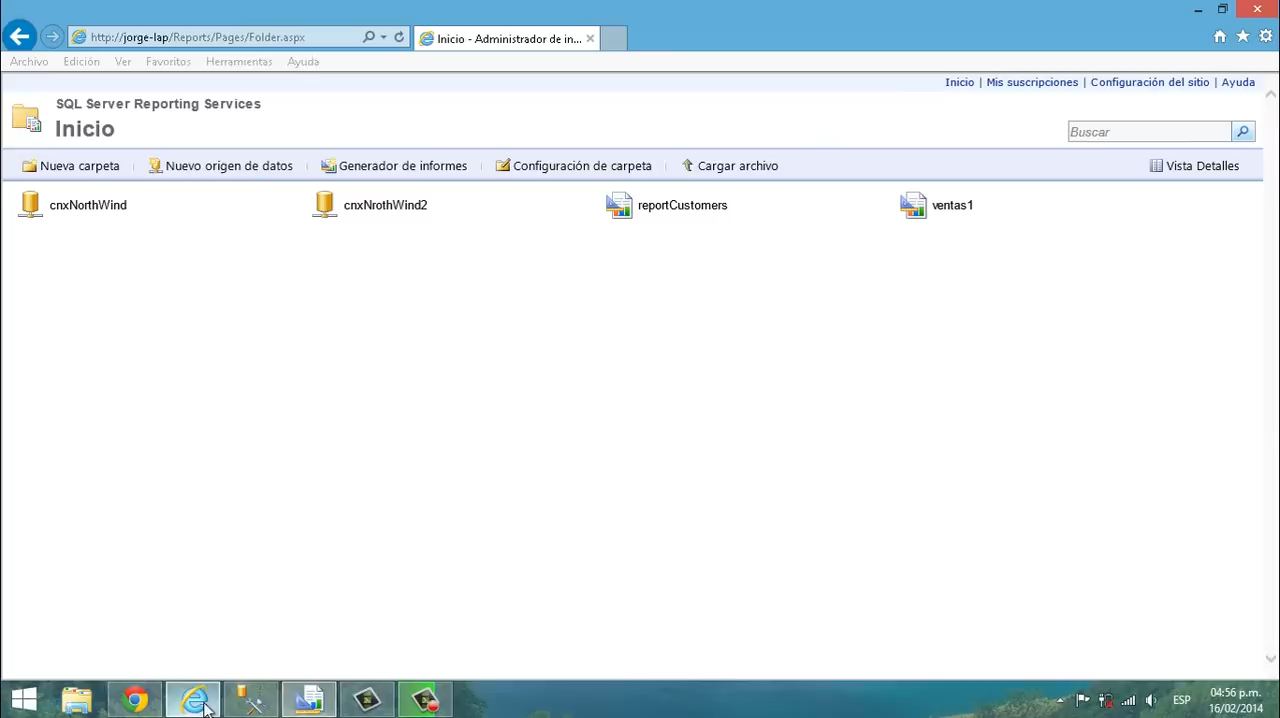 http://jorge-lap/Reports/Pages/Folder.aspx
Inicio - Administrador de in...
Archivo Edición Ver Favoritos Herramientas Ayuda
Inicio | Mis suscripciones | Configuración del sitio | Ayuda
SQL Server Reporting Services
Inicio
Buscar
Nueva carpeta Nuevo origen de datos Generador de informes Configuración de carpeta Cargar archivo Vista Detalles
cnxNorthWind cnxNrothWind2 reportCustomers ventas1
ESP
04:56 p.m.
16/02/2014